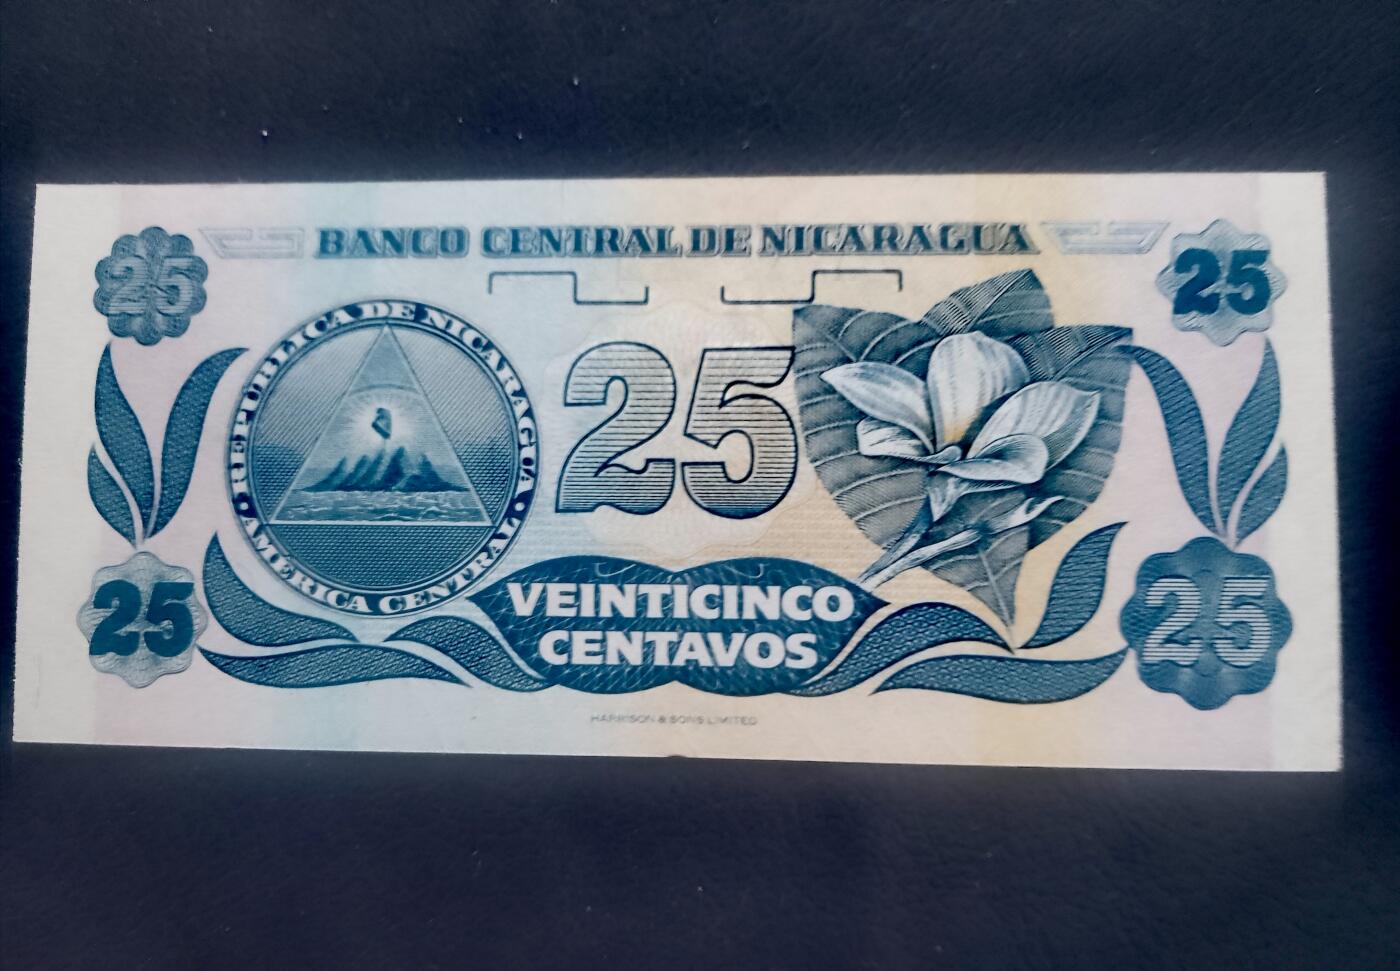 BANCO CENTRAL DE NICARAGUA
25
25
REPUBLICA DE NICARAGUA
AMERICA CENTRAL
25
VEINTICINCO
CENTAVOS
25
25
HARRISON & SONS LIMITED